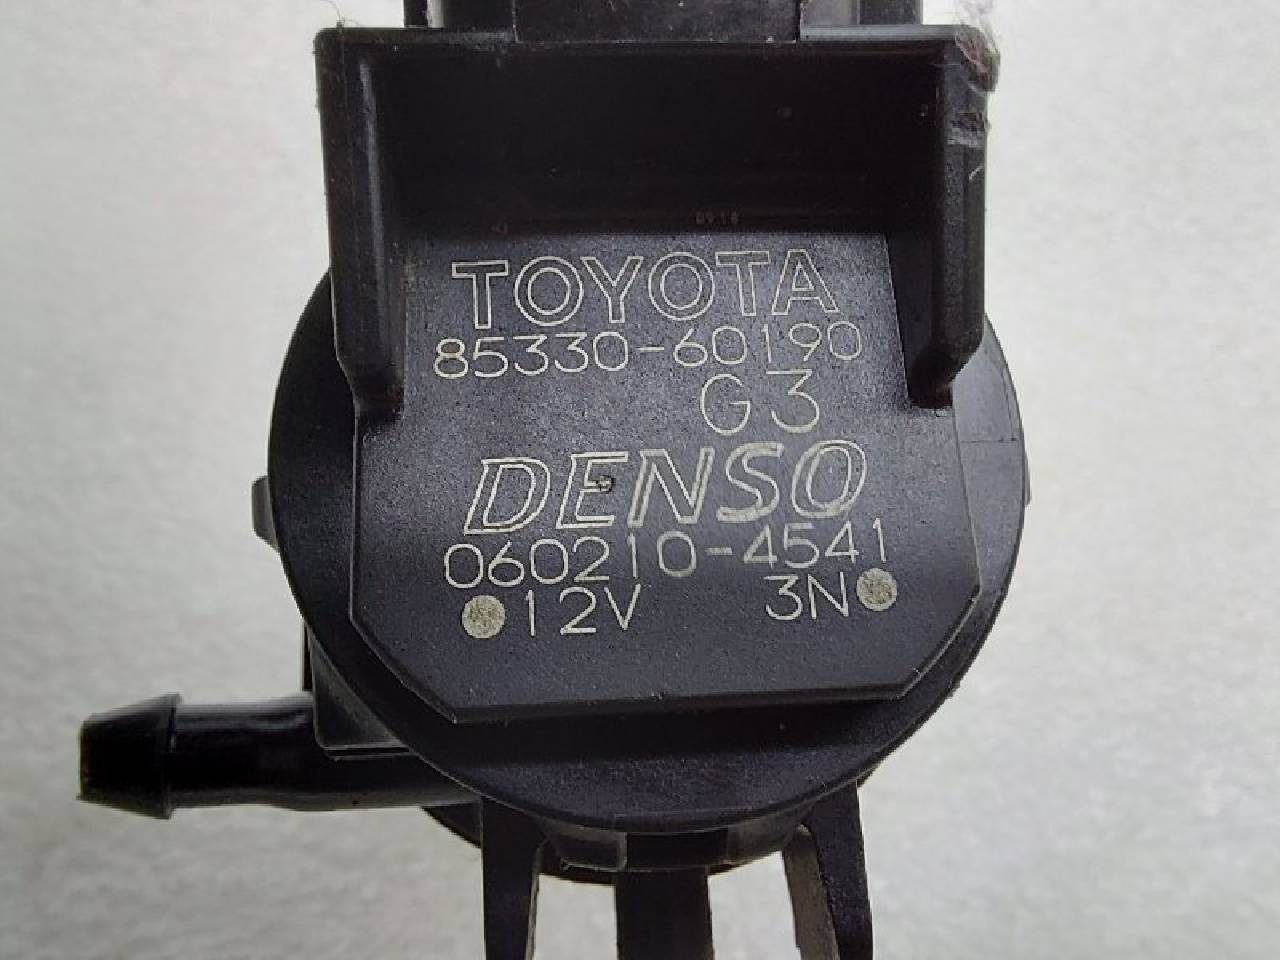 TOYOTA
85330-60190
G3
DENSO
060210-4541
12V 3N